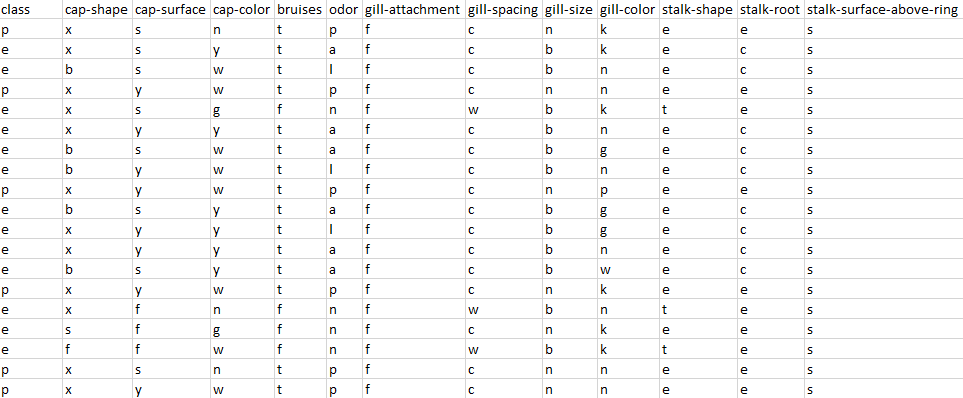 class cap-shape cap-surface cap-color bruises odor gill-attachment gill-spacing gill-size gill-color stalk-shape stalk-root stalk-surface-above-ring
p x s n t p f c n k e e s
e x s y t a f c b k e c s
e b s w t l f c b n e c s
p x y w t p f c n n e e s
e x s g f n f w b k t e s
e x y y t a f c b n e c s
e b s w t a f c b g e c s
e b y w t l f c b n e c s
p x y w t p f c n p e e s
e b s y t a f c b g e c s
e x y y t l f c b g e c s
e x y y t a f c b n e c s
e b s y t a f c b w e c s
p x y w t p f c n k e e s
e x f n f n f w b n t e s
e s f g f n f c n k e e s
e f f w f n f w b k t e s
p x s n t p f c n n e e s
p x y w t p f c n n e e s